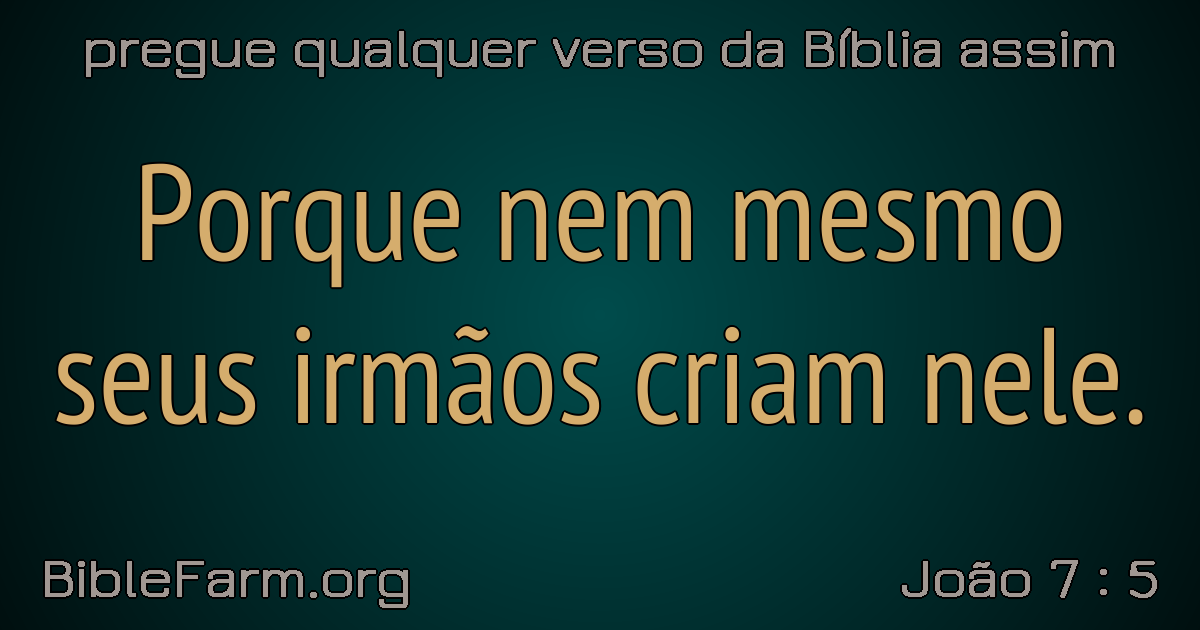 pregue qualquer verso da Bíblia assim
Porque nem mesmo
seus irmãos criam nele.
BibleFarm.org
João 7 : 5